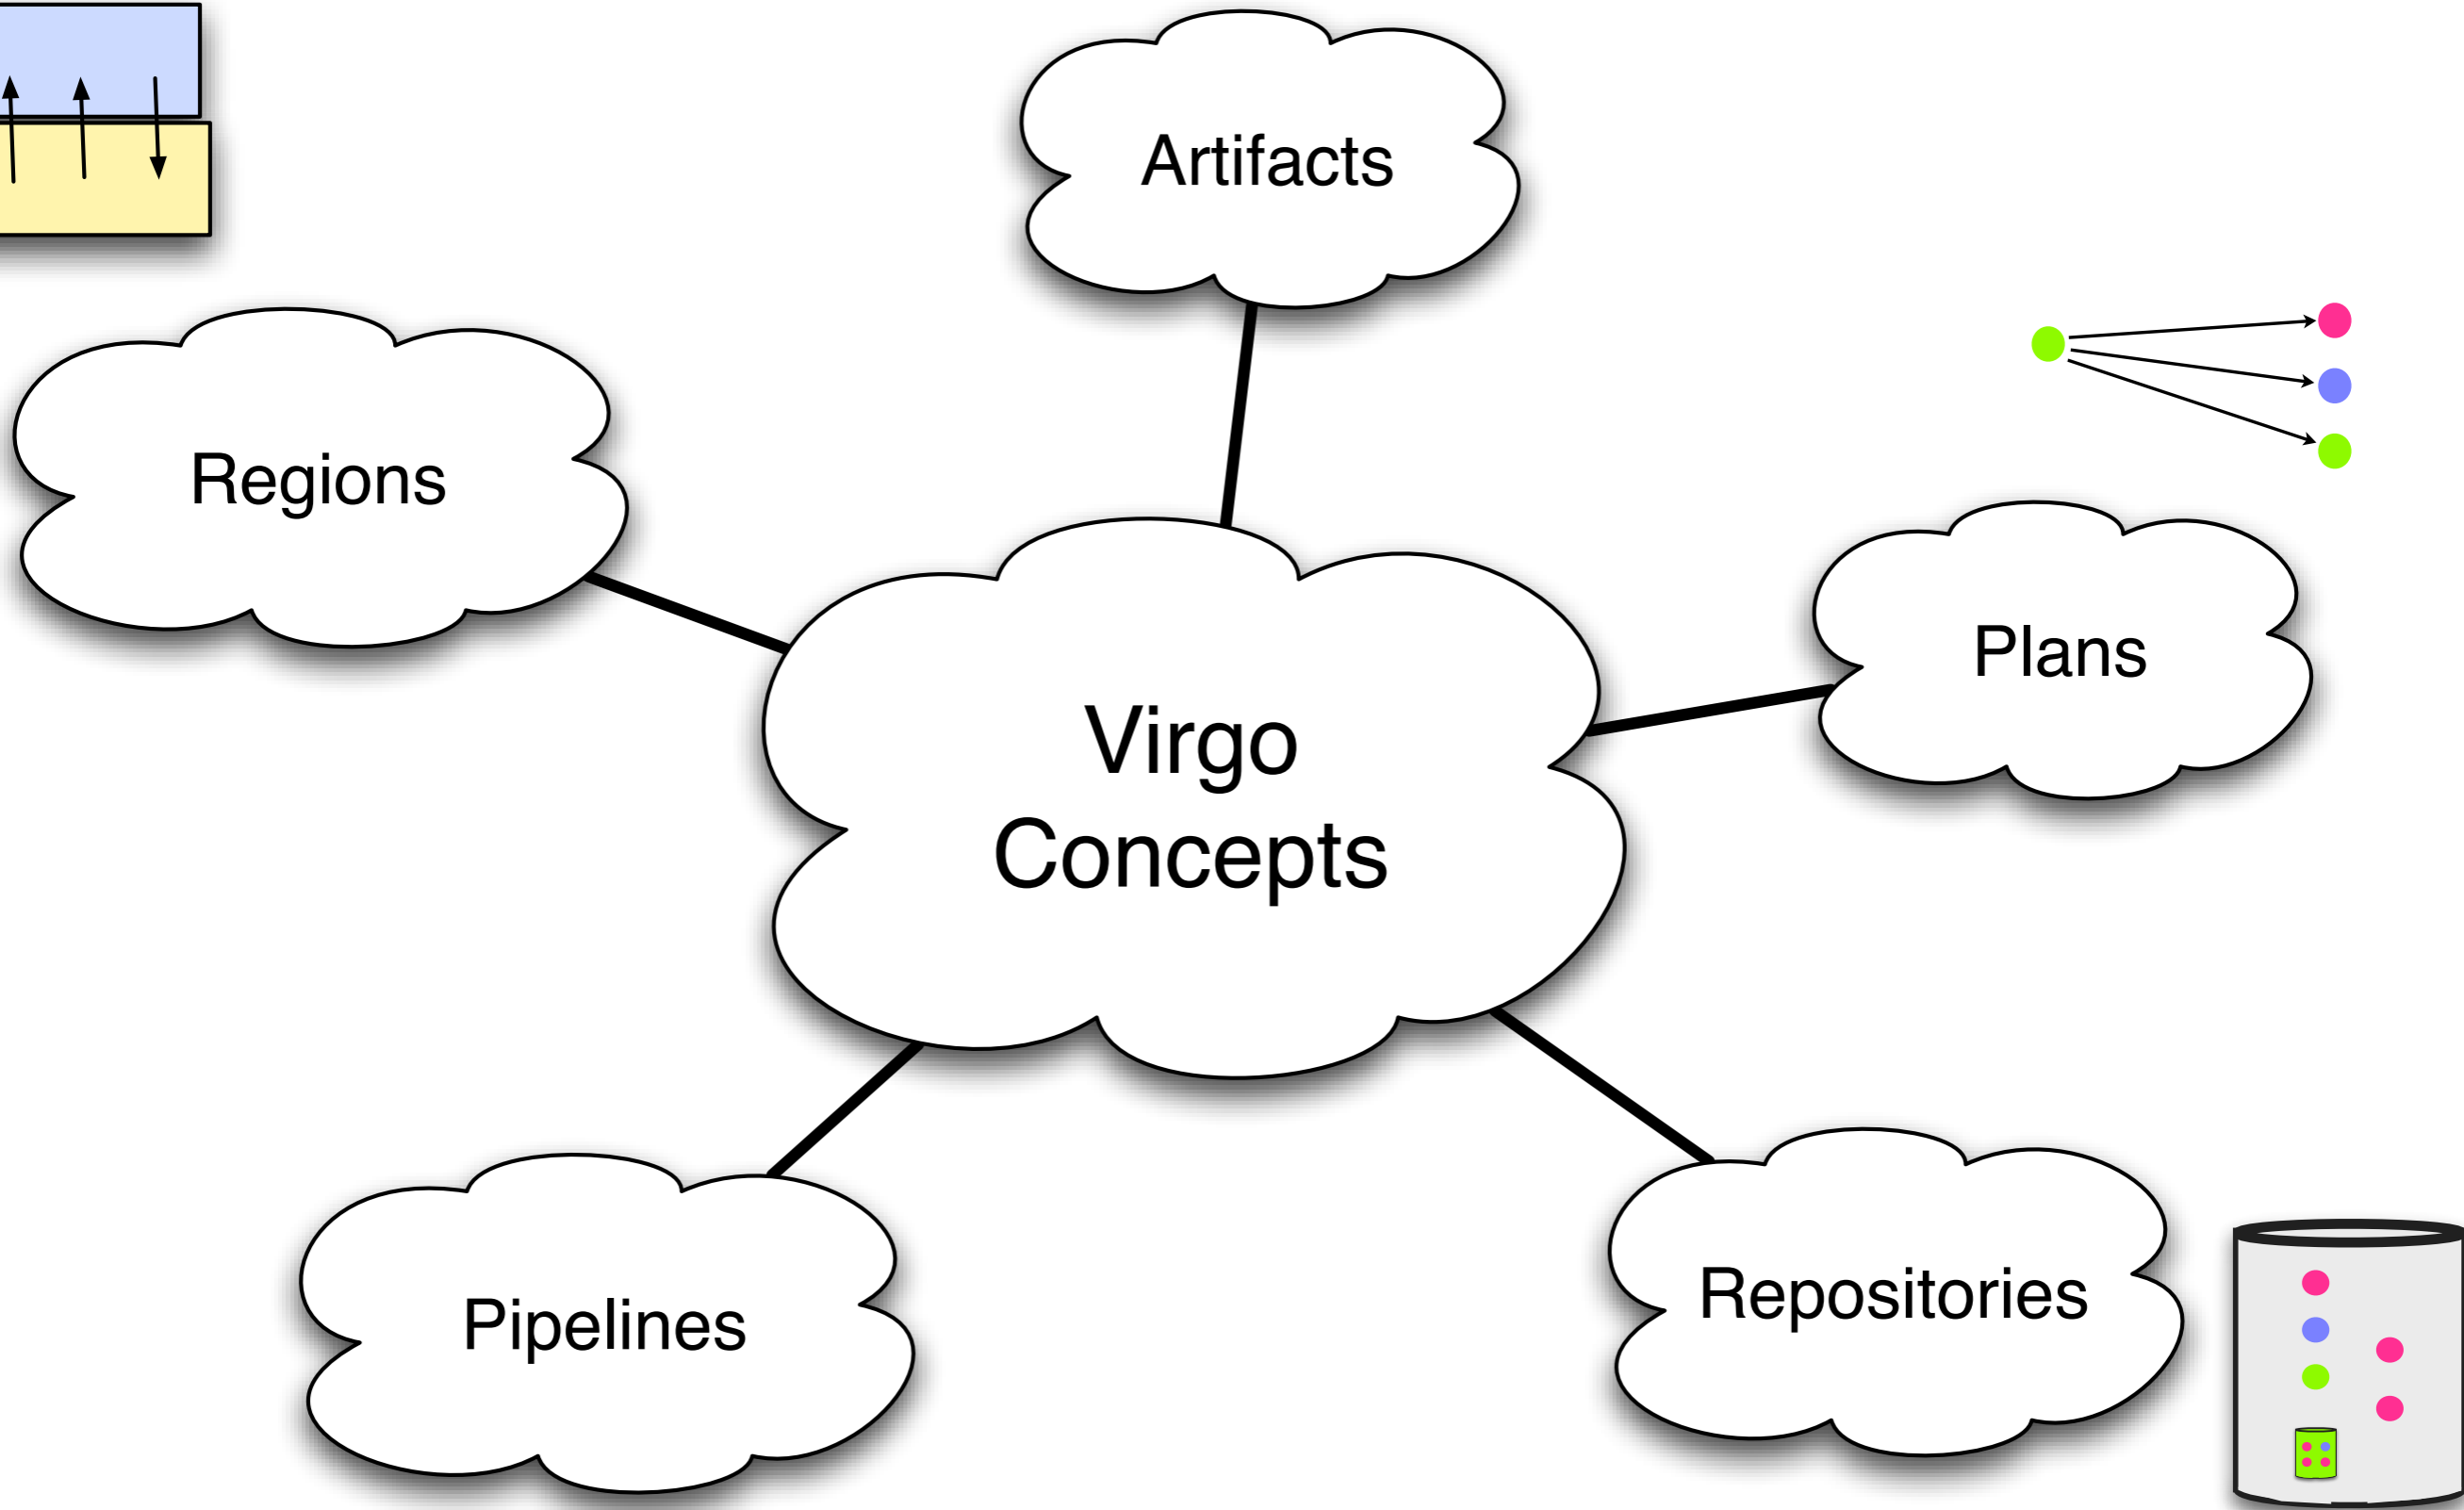 Artifacts
Regions
Plans
Virgo
Concepts
Repositories
Pipelines